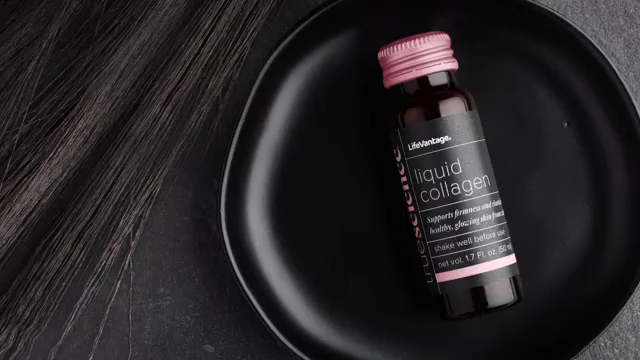 LifeVantage®
truescience
liquid
collagen
Supports firmness and
healthy, glowing skin from
shake well before use
net vol. 1.7 Fl. oz. (50 m